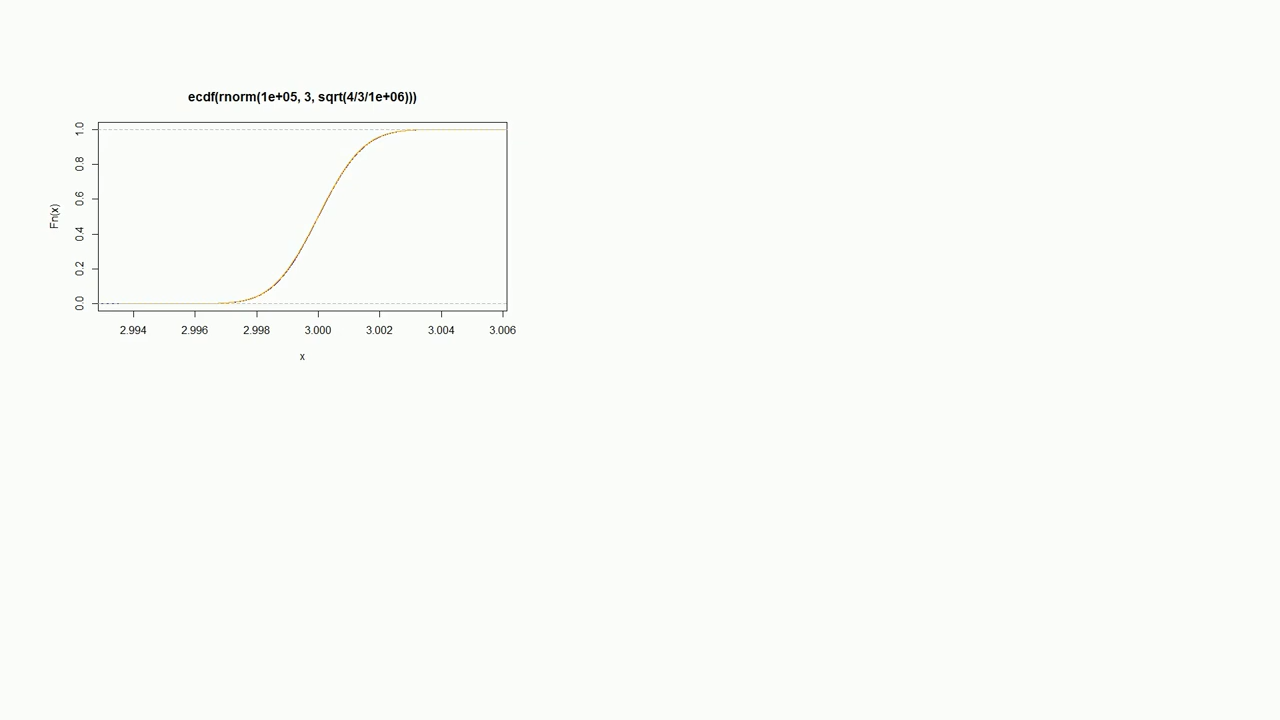 ecdf(rnorm(1e+05, 3, sqrt(4/3/1e+06)))
Fn(x)
1.0
0.8
0.6
0.4
0.2
0.0
2.994 2.996 2.998 3.000 3.002 3.004 3.006
x